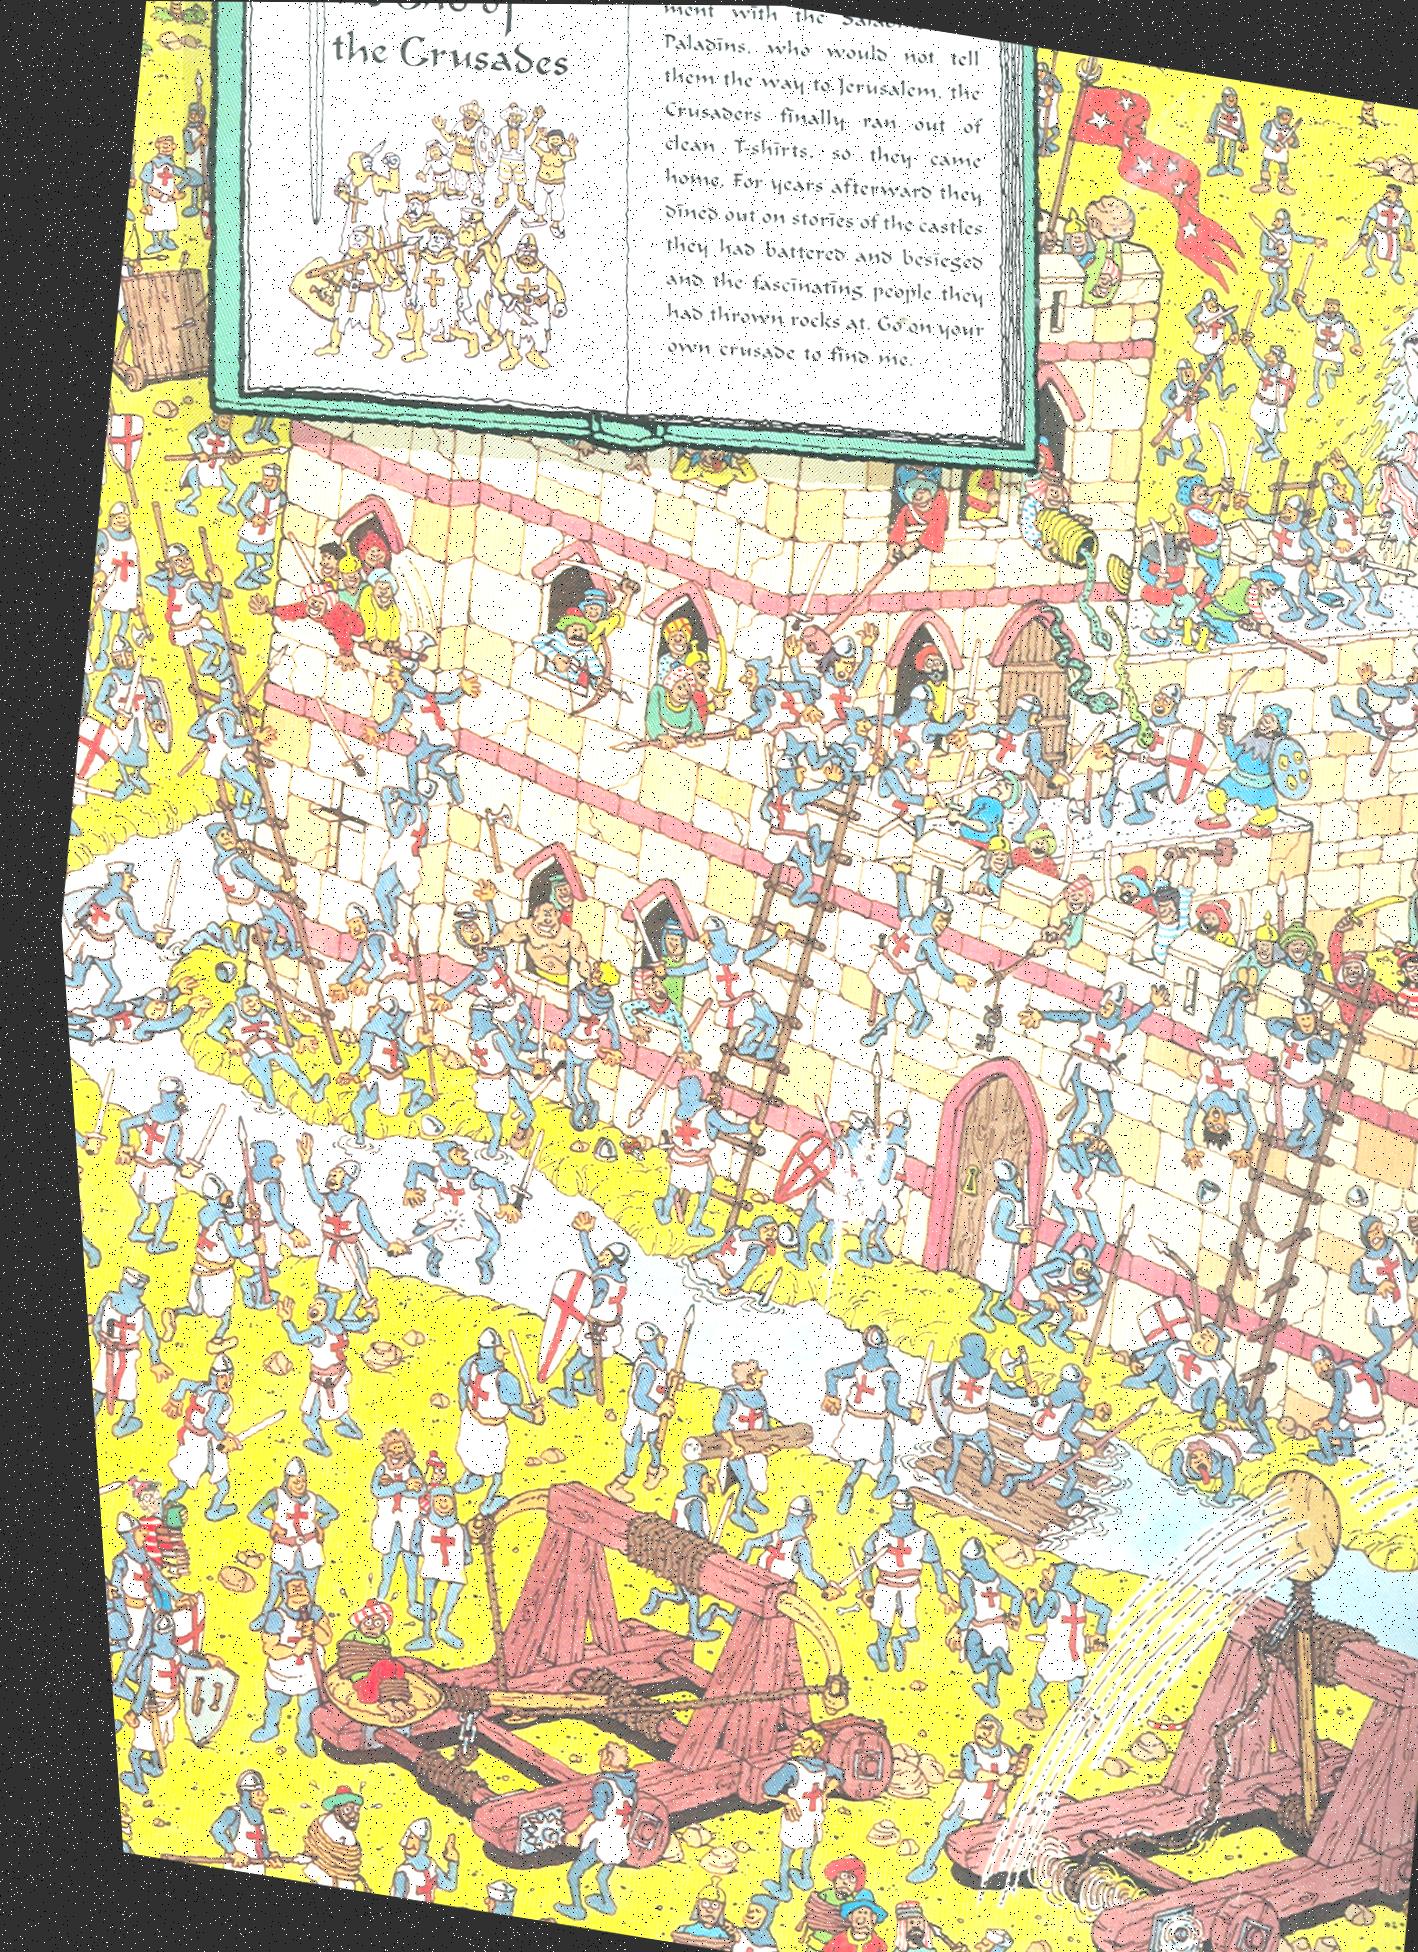 the Crusades
ment with the
Paladins, who would not tell
them the way to Jerusalem, the
Crusaders finally ran out of
clean T-shirts, so they came
home. For years afterward they
dined out on stories of the castles
they had battered and besieged
and the fascinating people they
had thrown rocks at. Go on your
own crusade to find me.